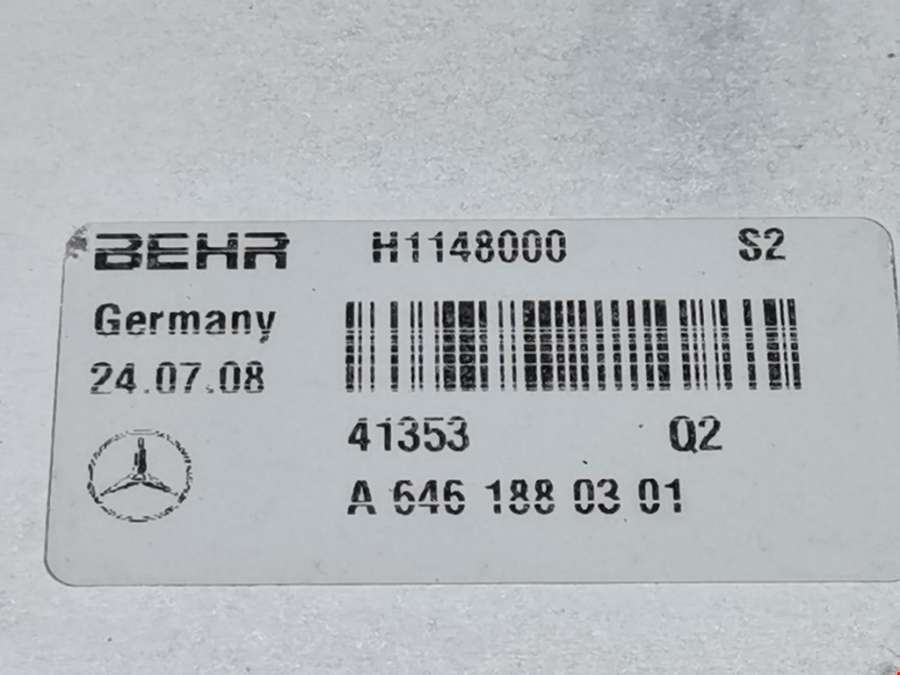 BEHR H1148000 S2
Germany
24.07.08
41353 Q2
A 646 188 03 01